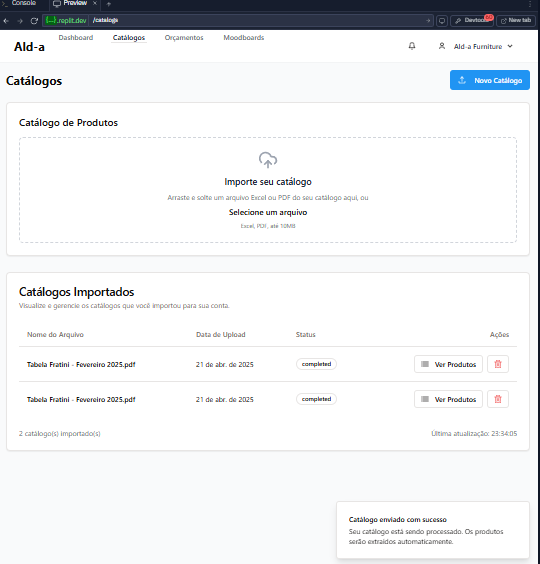 Console
Preview
{...}.replit.dev /catalogs
Devtools
New tab
Ald-a
Dashboard
Catálogos
Orçamentos
Moodboards
Ald-a Furniture
Catálogos
Novo Catálogo
Catálogo de Produtos
Importe seu catálogo
Arraste e solte um arquivo Excel ou PDF do seu catálogo aqui, ou
Selecione um arquivo
Excel, PDF, até 10MB
Catálogos Importados
Visualize e gerencie os catálogos que você importou para sua conta.
Nome do Arquivo Data de Upload Status Ações
Tabela Fratini - Fevereiro 2025.pdf 21 de abr. de 2025 completed Ver Produtos
Tabela Fratini - Fevereiro 2025.pdf 21 de abr. de 2025 completed Ver Produtos
2 catálogo(s) importado(s) Última atualização: 23:34:05
Catálogo enviado com sucesso
Seu catálogo está sendo processado. Os produtos
serão extraídos automaticamente.